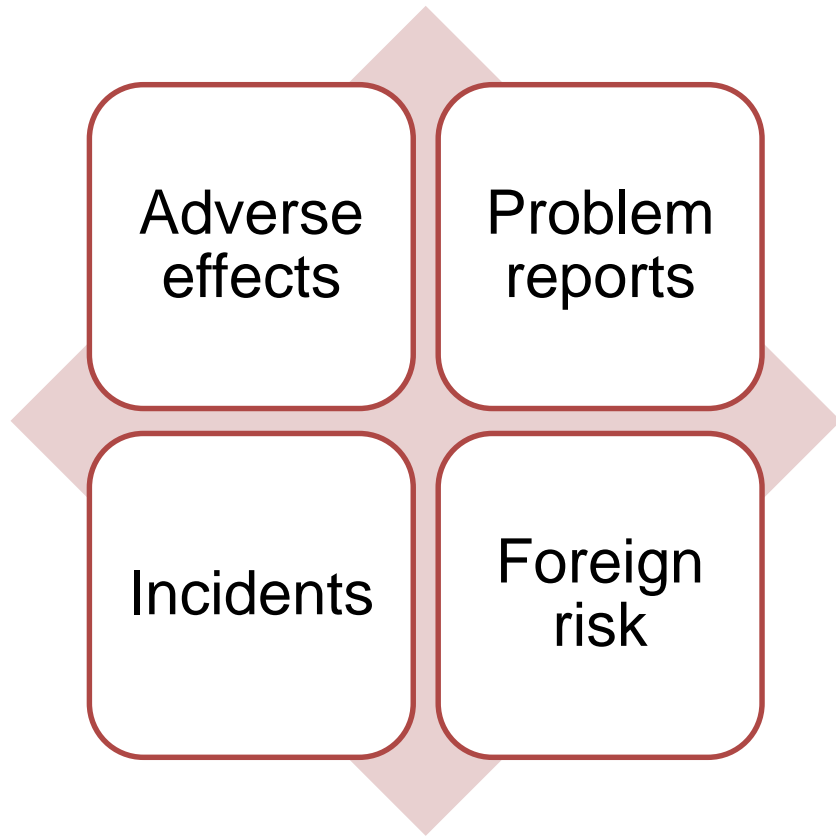 Adverse
effects
Problem
reports
Incidents
Foreign
risk